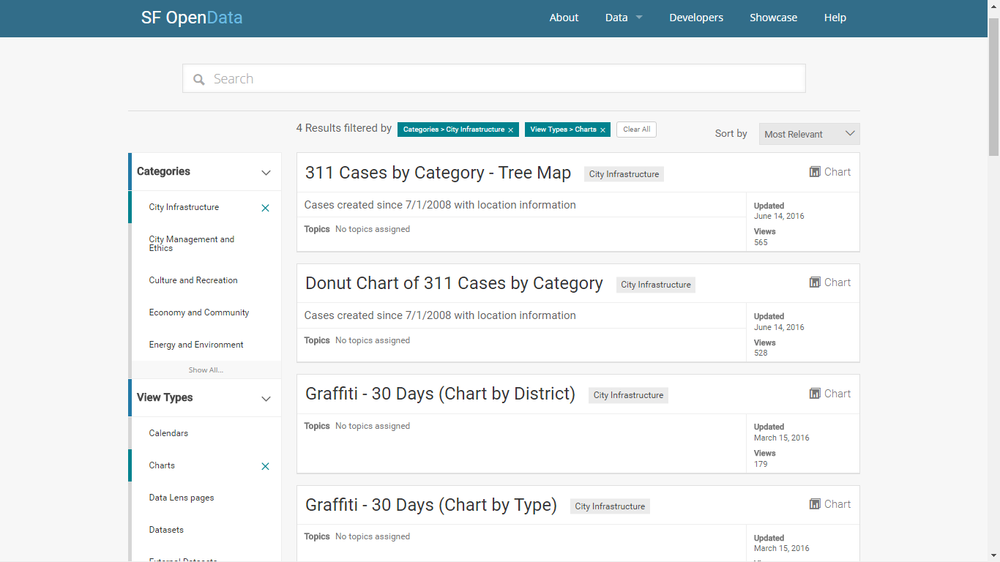 SF OpenData
About Data Developers Showcase Help
Search
4 Results filtered by Categories > City Infrastructure × View Types > Charts × Clear All
Sort by Most Relevant
Categories
City Infrastructure
City Management and
Ethics
Culture and Recreation
Economy and Community
Energy and Environment
Show All...
View Types
Calendars
Charts
Data Lens pages
Datasets
External Datasets
311 Cases by Category - Tree Map City Infrastructure Chart
Cases created since 7/1/2008 with location information
Topics No topics assigned
Updated
June 14, 2016
Views
565
Donut Chart of 311 Cases by Category City Infrastructure Chart
Cases created since 7/1/2008 with location information
Topics No topics assigned
Updated
June 14, 2016
Views
528
Graffiti - 30 Days (Chart by District) City Infrastructure Chart
Topics No topics assigned
Updated
March 15, 2016
Views
179
Graffiti - 30 Days (Chart by Type) City Infrastructure Chart
Topics No topics assigned
Updated
March 15, 2016